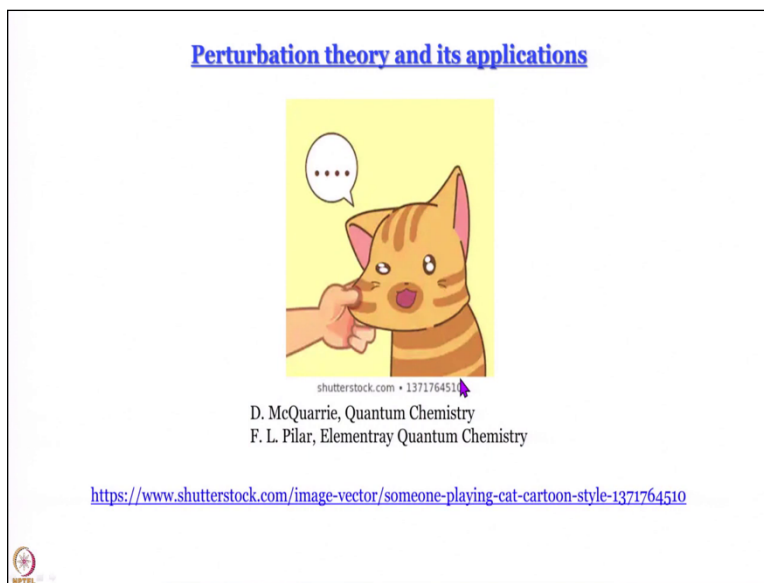 Perturbation theory and its applications
....
shutterstock.com • 1371764510
D. McQuarrie, Quantum Chemistry
F. L. Pilar, Elementray Quantum Chemistry
https://www.shutterstock.com/image-vector/someone-playing-cat-cartoon-style-1371764510
NPTEL